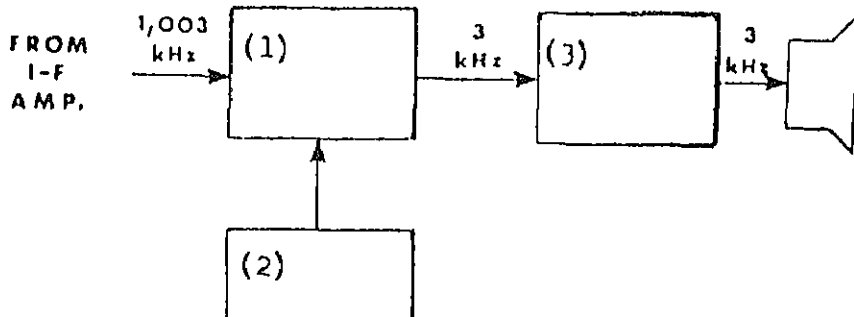 FROM
I-F
AMP.
1,003
kHz
(1)
3
kHz
(3)
3
kHz
(2)